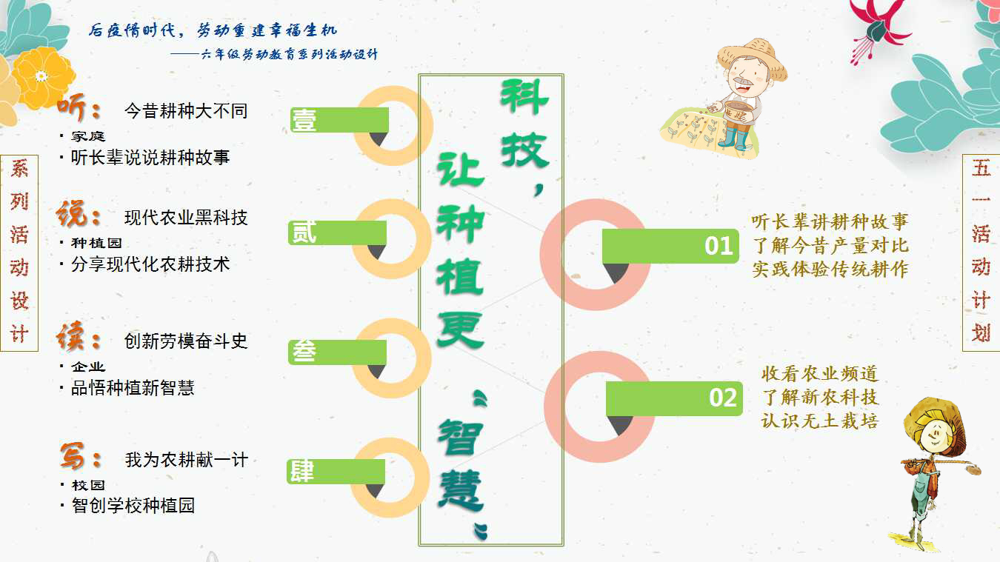 后疫情时代，劳动重建幸福生机
——六年级劳动教育系列活动设计
系列活动设计
听： 今昔耕种大不同
· 家庭
· 听长辈说说耕种故事
壹
说： 现代农业黑科技
· 种植园
· 分享现代化农耕技术
贰
读： 创新劳模奋斗史
· 企业
· 品悟种植新智慧
叁
写： 我为农耕献一计
· 校园
· 智创学校种植园
肆
科技，
让种植更“智慧”
01
听长辈讲耕种故事
了解今昔产量对比
实践体验传统耕作
02
收看农业频道
了解新农科技
认识无土栽培
五一活动计划